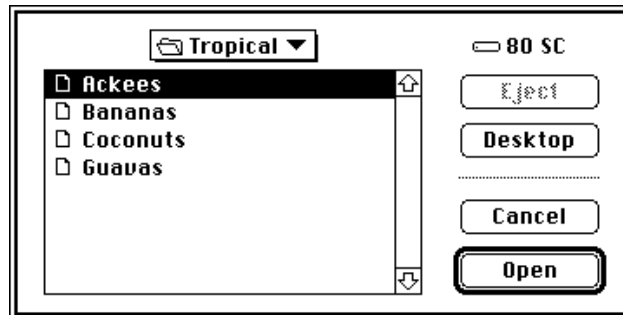 Tropical
80 SC
Ackees
Bananas
Coconuts
Guavas
Eject
Desktop
Cancel
Open